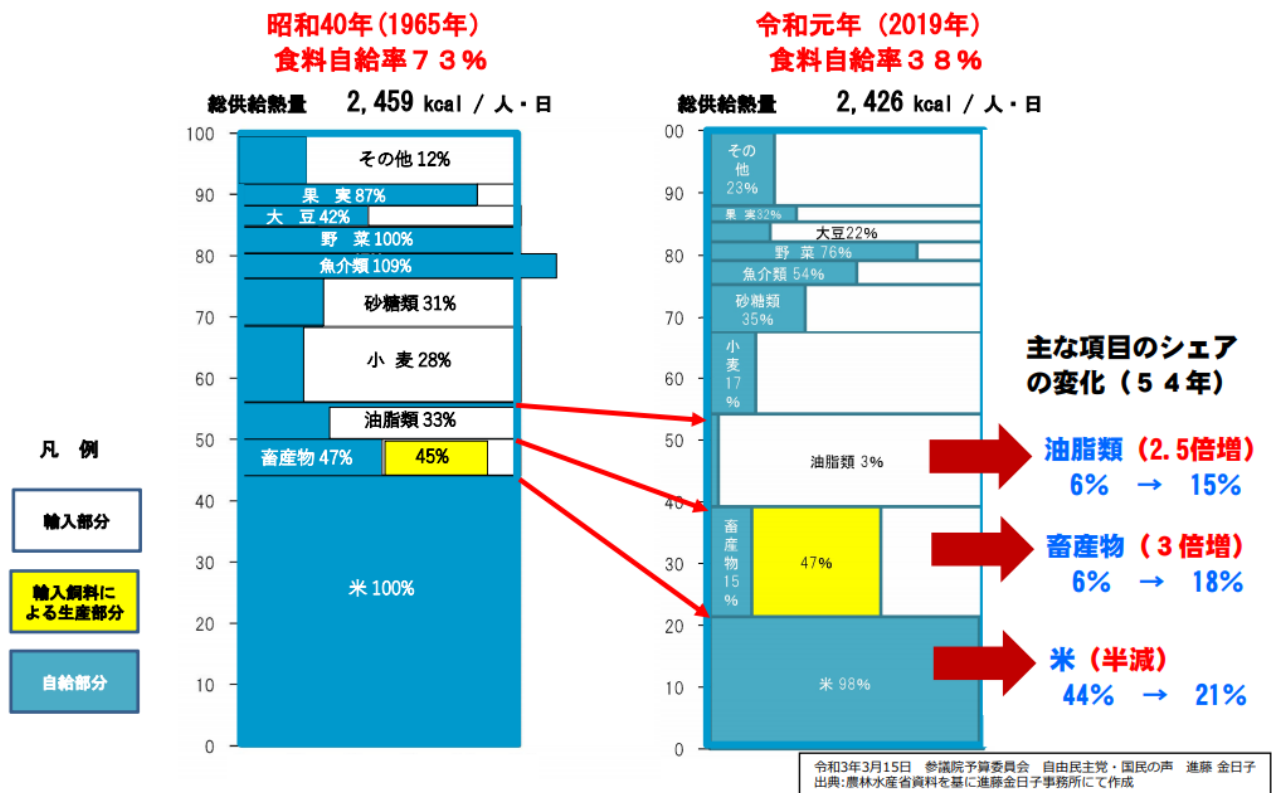 昭和40年(1965年)
食料自給率73%
総供給熱量 2,459 kcal / 人・日
100
90
80
70
60
50
40
30
20
10
0
その他 12%
果 実 87%
大 豆 42%
野 菜 100%
魚介類 109%
砂糖類 31%
小 麦 28%
油脂類 33%
畜産物 47%
45%
米 100%
凡 例
輸入部分
輸入飼料に
よる生産部分
自給部分
令和元年 (2019年)
食料自給率38%
総供給熱量 2,426 kcal / 人・日
00
90
80
70
60
50
40
30
20
10
0
その
他
23%
果 実32%
大豆22%
野 菜 76%
魚介類 54%
砂糖類
35%
小
麦
17
%
油脂類 3%
畜
産
物
15
%
47%
米 98%
主な項目のシェア
の変化(54年)
油脂類(2.5倍増)
6% → 15%
畜産物(3倍増)
6% → 18%
米(半減)
44% → 21%
令和3年3月15日 参議院予算委員会 自由民主党・国民の声 進藤 金日子
出典:農林水産省資料を基に進藤金日子事務所にて作成